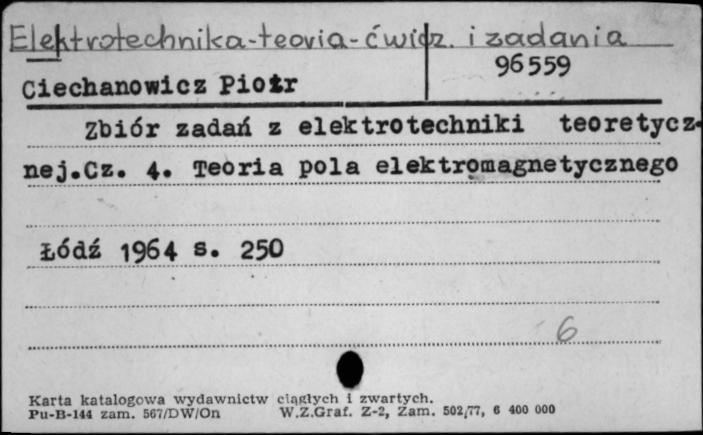 Elektrotechnika-teoria-ćwicz. i zadania
96559
Ciechanowicz Piotr
Zbiór zadań z elektrotechniki teoretycz-
nej.Cz. 4. Teoria pola elektromagnetycznego
Łódź 1964 s. 250
6
Karta katalogowa wydawnictw ciągłych i zwartych.
Pu-B-144 zam. 567/DW/On W.Z.Graf. Z-2, Zam. 502/77, 6 400 000